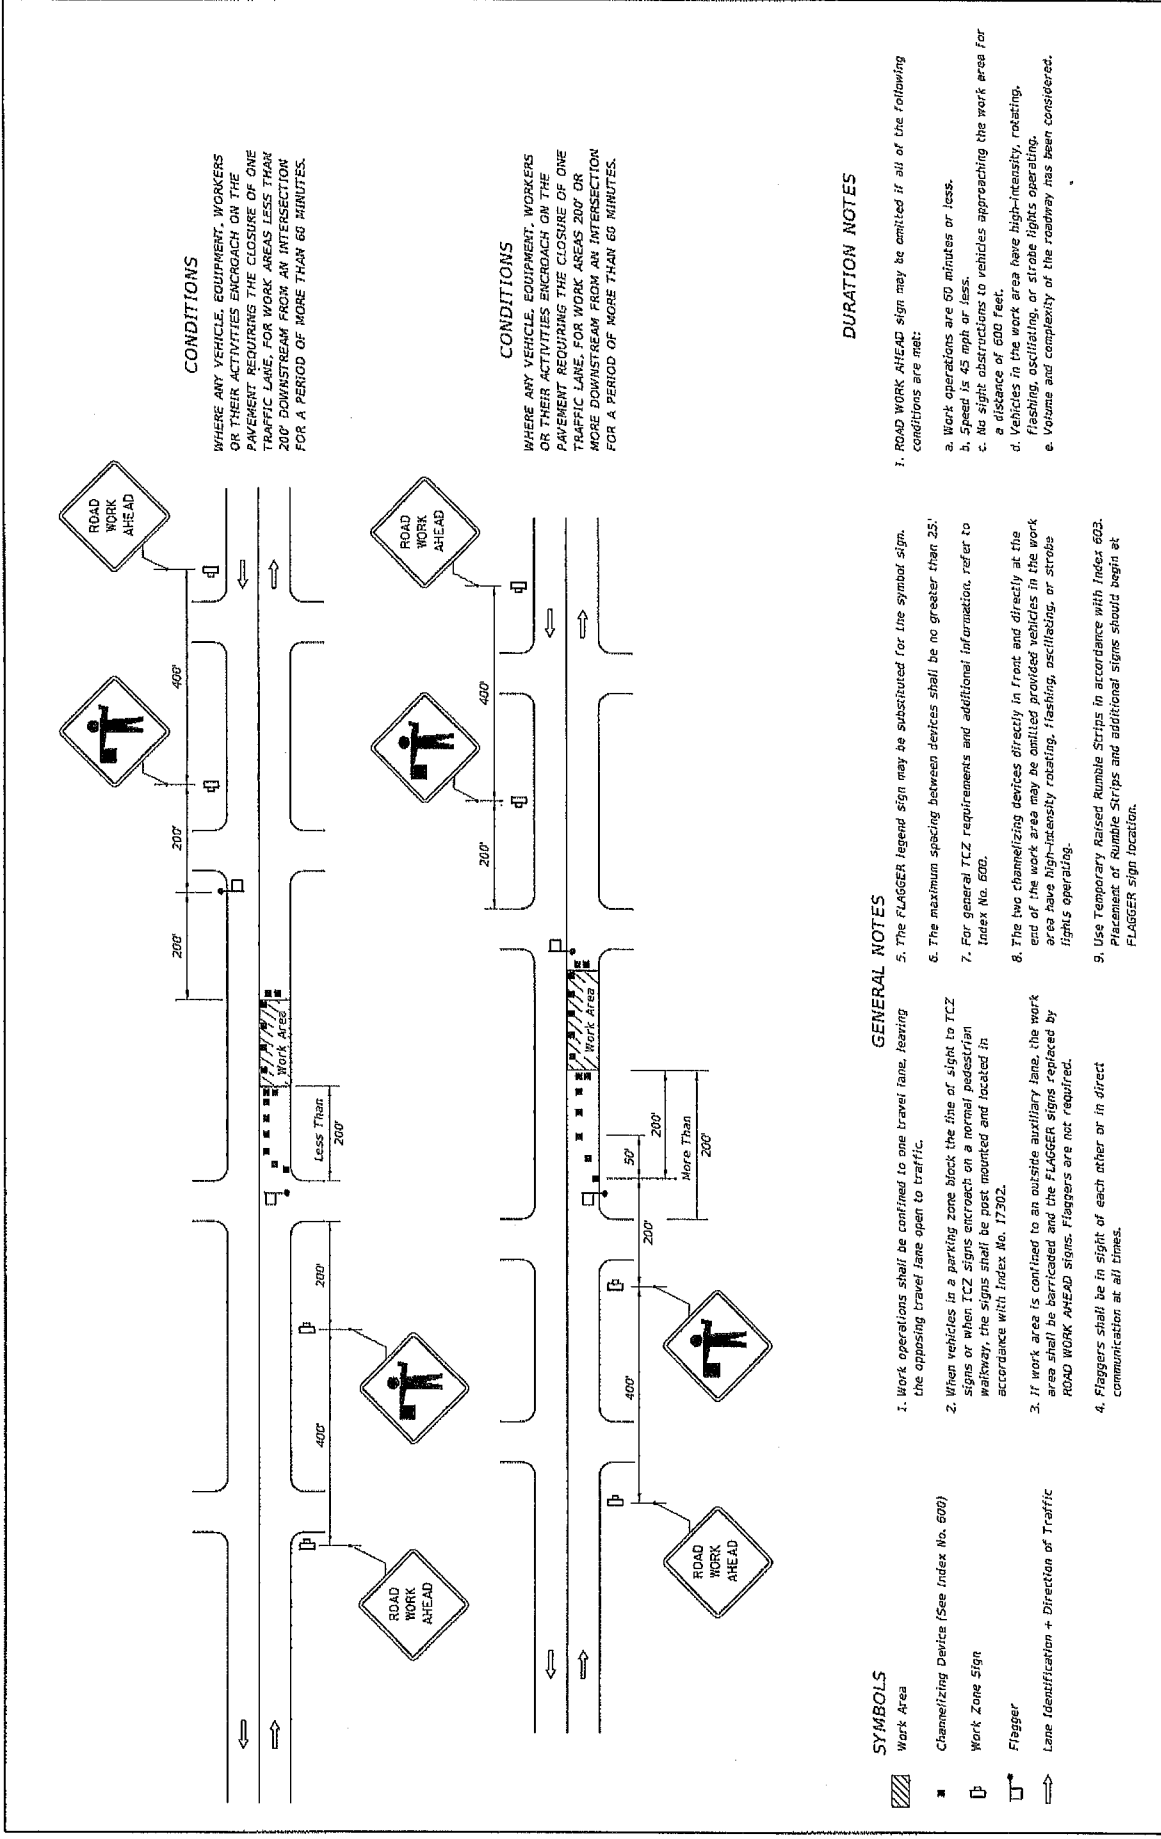 ROAD
WORK
AHEAD
CONDITIONS
WHERE ANY VEHICLE, EQUIPMENT, WORKERS
OR THEIR ACTIVITIES ENCROACH ON THE
PAVEMENT REQUIRING THE CLOSURE OF ONE
TRAFFIC LANE, FOR WORK AREAS LESS THAN
200' DOWNSTREAM FROM AN INTERSECTION
FOR A PERIOD OF MORE THAN 60 MINUTES.
400'
200'
200'
Work Area
Less Than
200'
200'
400'
ROAD
WORK
AHEAD
ROAD
WORK
AHEAD
CONDITIONS
WHERE ANY VEHICLE, EQUIPMENT, WORKERS
OR THEIR ACTIVITIES ENCROACH ON THE
PAVEMENT REQUIRING THE CLOSURE OF ONE
TRAFFIC LANE, FOR WORK AREAS 200' OR
MORE DOWNSTREAM FROM AN INTERSECTION
FOR A PERIOD OF MORE THAN 60 MINUTES.
400'
200'
Work Area
50'
200'
More Than
200'
200'
400'
ROAD
WORK
AHEAD
SYMBOLS
Work Area
Channelizing Device (See Index No. 600)
Work Zone Sign
Flagger
Lane Identification + Direction of Traffic
GENERAL NOTES
1. Work operations shall be confined to one travel lane, leaving
the opposing travel lane open to traffic.
2. When vehicles in a parking zone block the line of sight to TCZ
signs or when TCZ signs encroach on a normal pedestrian
walkway, the signs shall be post mounted and located in
accordance with Index No. 17302.
3. If work area is confined to an outside auxiliary lane, the work
area shall be barricaded and the FLAGGER signs replaced by
ROAD WORK AHEAD signs. Flaggers are not required.
4. Flaggers shall be in sight of each other or in direct
communication at all times.
5. The FLAGGER legend sign may be substituted for the symbol sign.
6. The maximum spacing between devices shall be no greater than 25'.
7. For general TCZ requirements and additional information, refer to
Index No. 600.
8. The two channelizing devices directly in front and directly at the
end of the work area may be omitted provided vehicles in the work
area have high-intensity rotating, flashing, oscillating, or strobe
lights operating.
9. Use Temporary Raised Rumble Strips in accordance with Index 603.
Placement of Rumble Strips and additional signs should begin at
FLAGGER sign location.
DURATION NOTES
1. ROAD WORK AHEAD sign may be omitted if all of the following
conditions are met:
a. Work operations are 60 minutes or less.
b. Speed is 45 mph or less.
c. No sight obstructions to vehicles approaching the work area for
a distance of 600 feet.
d. Vehicles in the work area have high-intensity, rotating,
flashing, oscillating, or strobe lights operating.
e. Volume and complexity of the roadway has been considered.